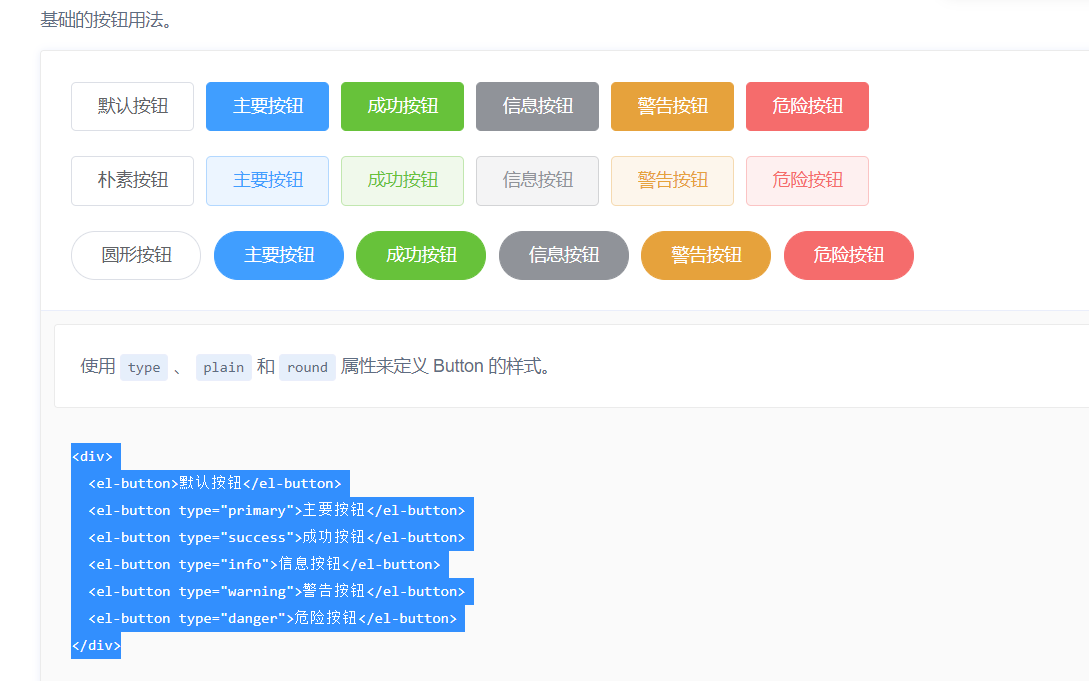 基础的按钮用法。
默认按钮 主要按钮 成功按钮 信息按钮 警告按钮 危险按钮
朴素按钮 主要按钮 成功按钮 信息按钮 警告按钮 危险按钮
圆形按钮 主要按钮 成功按钮 信息按钮 警告按钮 危险按钮
使用 type 、 plain 和 round 属性来定义 Button 的样式。
<div>
  <el-button>默认按钮</el-button>
  <el-button type="primary">主要按钮</el-button>
  <el-button type="success">成功按钮</el-button>
  <el-button type="info">信息按钮</el-button>
  <el-button type="warning">警告按钮</el-button>
  <el-button type="danger">危险按钮</el-button>
</div>